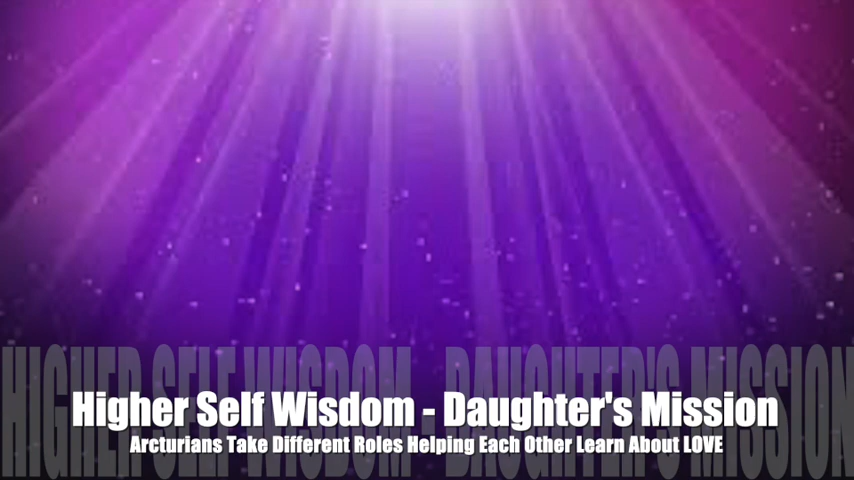 HIGHER SELF WISDOM - DAUGHTER'S MISSION
Higher Self Wisdom - Daughter's Mission
Arcturians Take Different Roles Helping Each Other Learn About LOVE